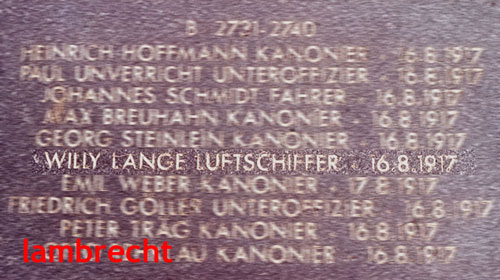 B 2721-2740
HEINRICH HOFFMANN KANONIER · 16.8.1917
PAUL UNVERRICHT UNTEROFFIZIER · 16.8.1917
JOHANNES SCHMIDT FAHRER · 16.8.1917
MAX BREUHAHN KANONIER · 16.8.1917
GEORG STEINLEIN KANONIER · 16.8.1917
WILLY LANGE LUFTSCHIFFER · 16.8.1917
EMIL WEBER KANONIER · 17.8.1917
FRIEDRICH GOLLER UNTEROFFIZIER · 16.8.1917
PETER TRAG KANONIER · 16.8.1917
KANONIER · 16.8.1917
lambrecht